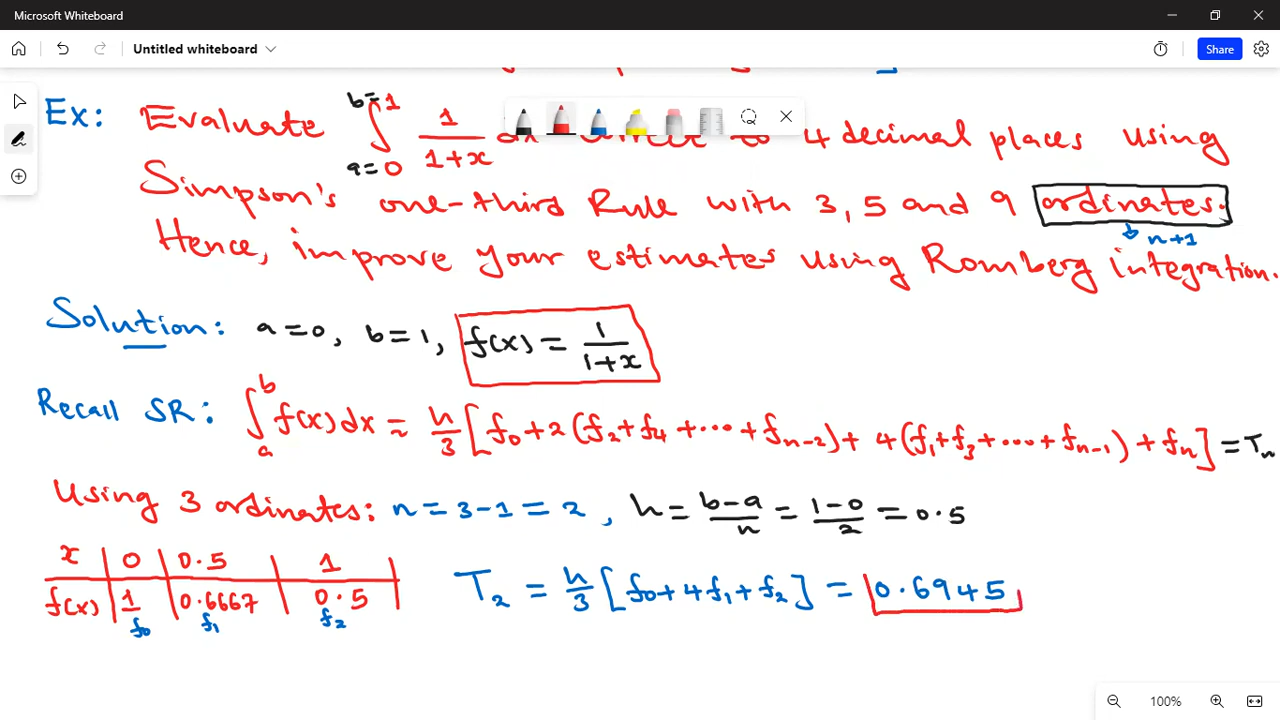 Microsoft Whiteboard
Untitled whiteboard
Share
Ex: Evaluate ∫ b=1 a=0 1/(1+x) dx correct to 4 decimal places using
Simpson's one-third Rule with 3, 5 and 9 ordinates.
n+1
Hence, improve your estimates using Romberg integration.
Solution: a=0, b=1, f(x) = 1/(1+x)
Recall SR: ∫ₐᵇ f(x)dx ≈ h/3 [f₀+2(f₂+f₄+...+fₙ₋₂)+4(f₁+f₃+...+fₙ₋₁)+fₙ] = Tₙ
Using 3 ordinates: n = 3-1 = 2, h = (b-a)/n = (1-0)/2 = 0.5
x | 0 | 0.5 | 1
f(x) | 1 | 0.6667 | 0.5
f₀ f₁ f₂
T₂ = h/3 [f₀+4f₁+f₂] = 0.6945
100%